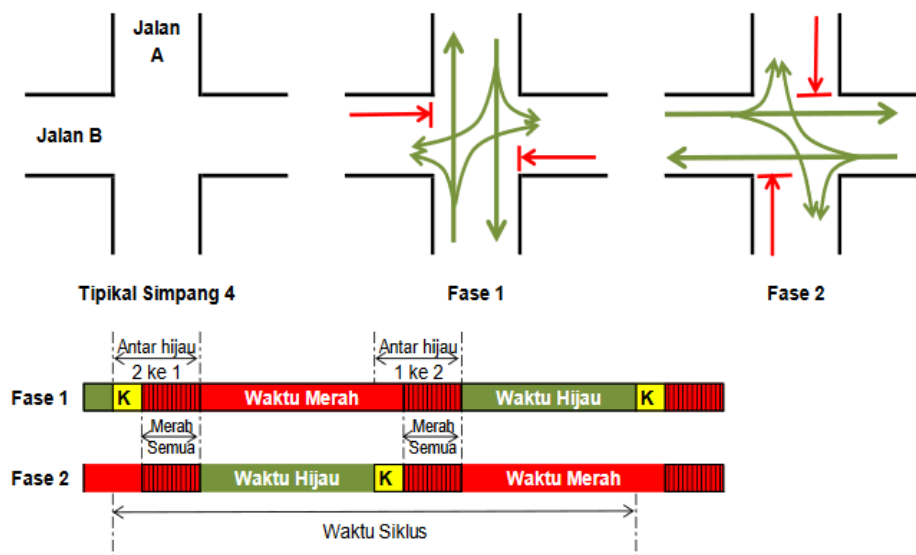 Jalan
A
Jalan B
Tipikal Simpang 4
Fase 1
Fase 2
Antar hijau
2 ke 1
Antar hijau
1 ke 2
Fase 1
K
Waktu Merah
Waktu Hijau
K
Merah
Semua
Merah
Semua
Fase 2
Waktu Hijau
K
Waktu Merah
Waktu Siklus